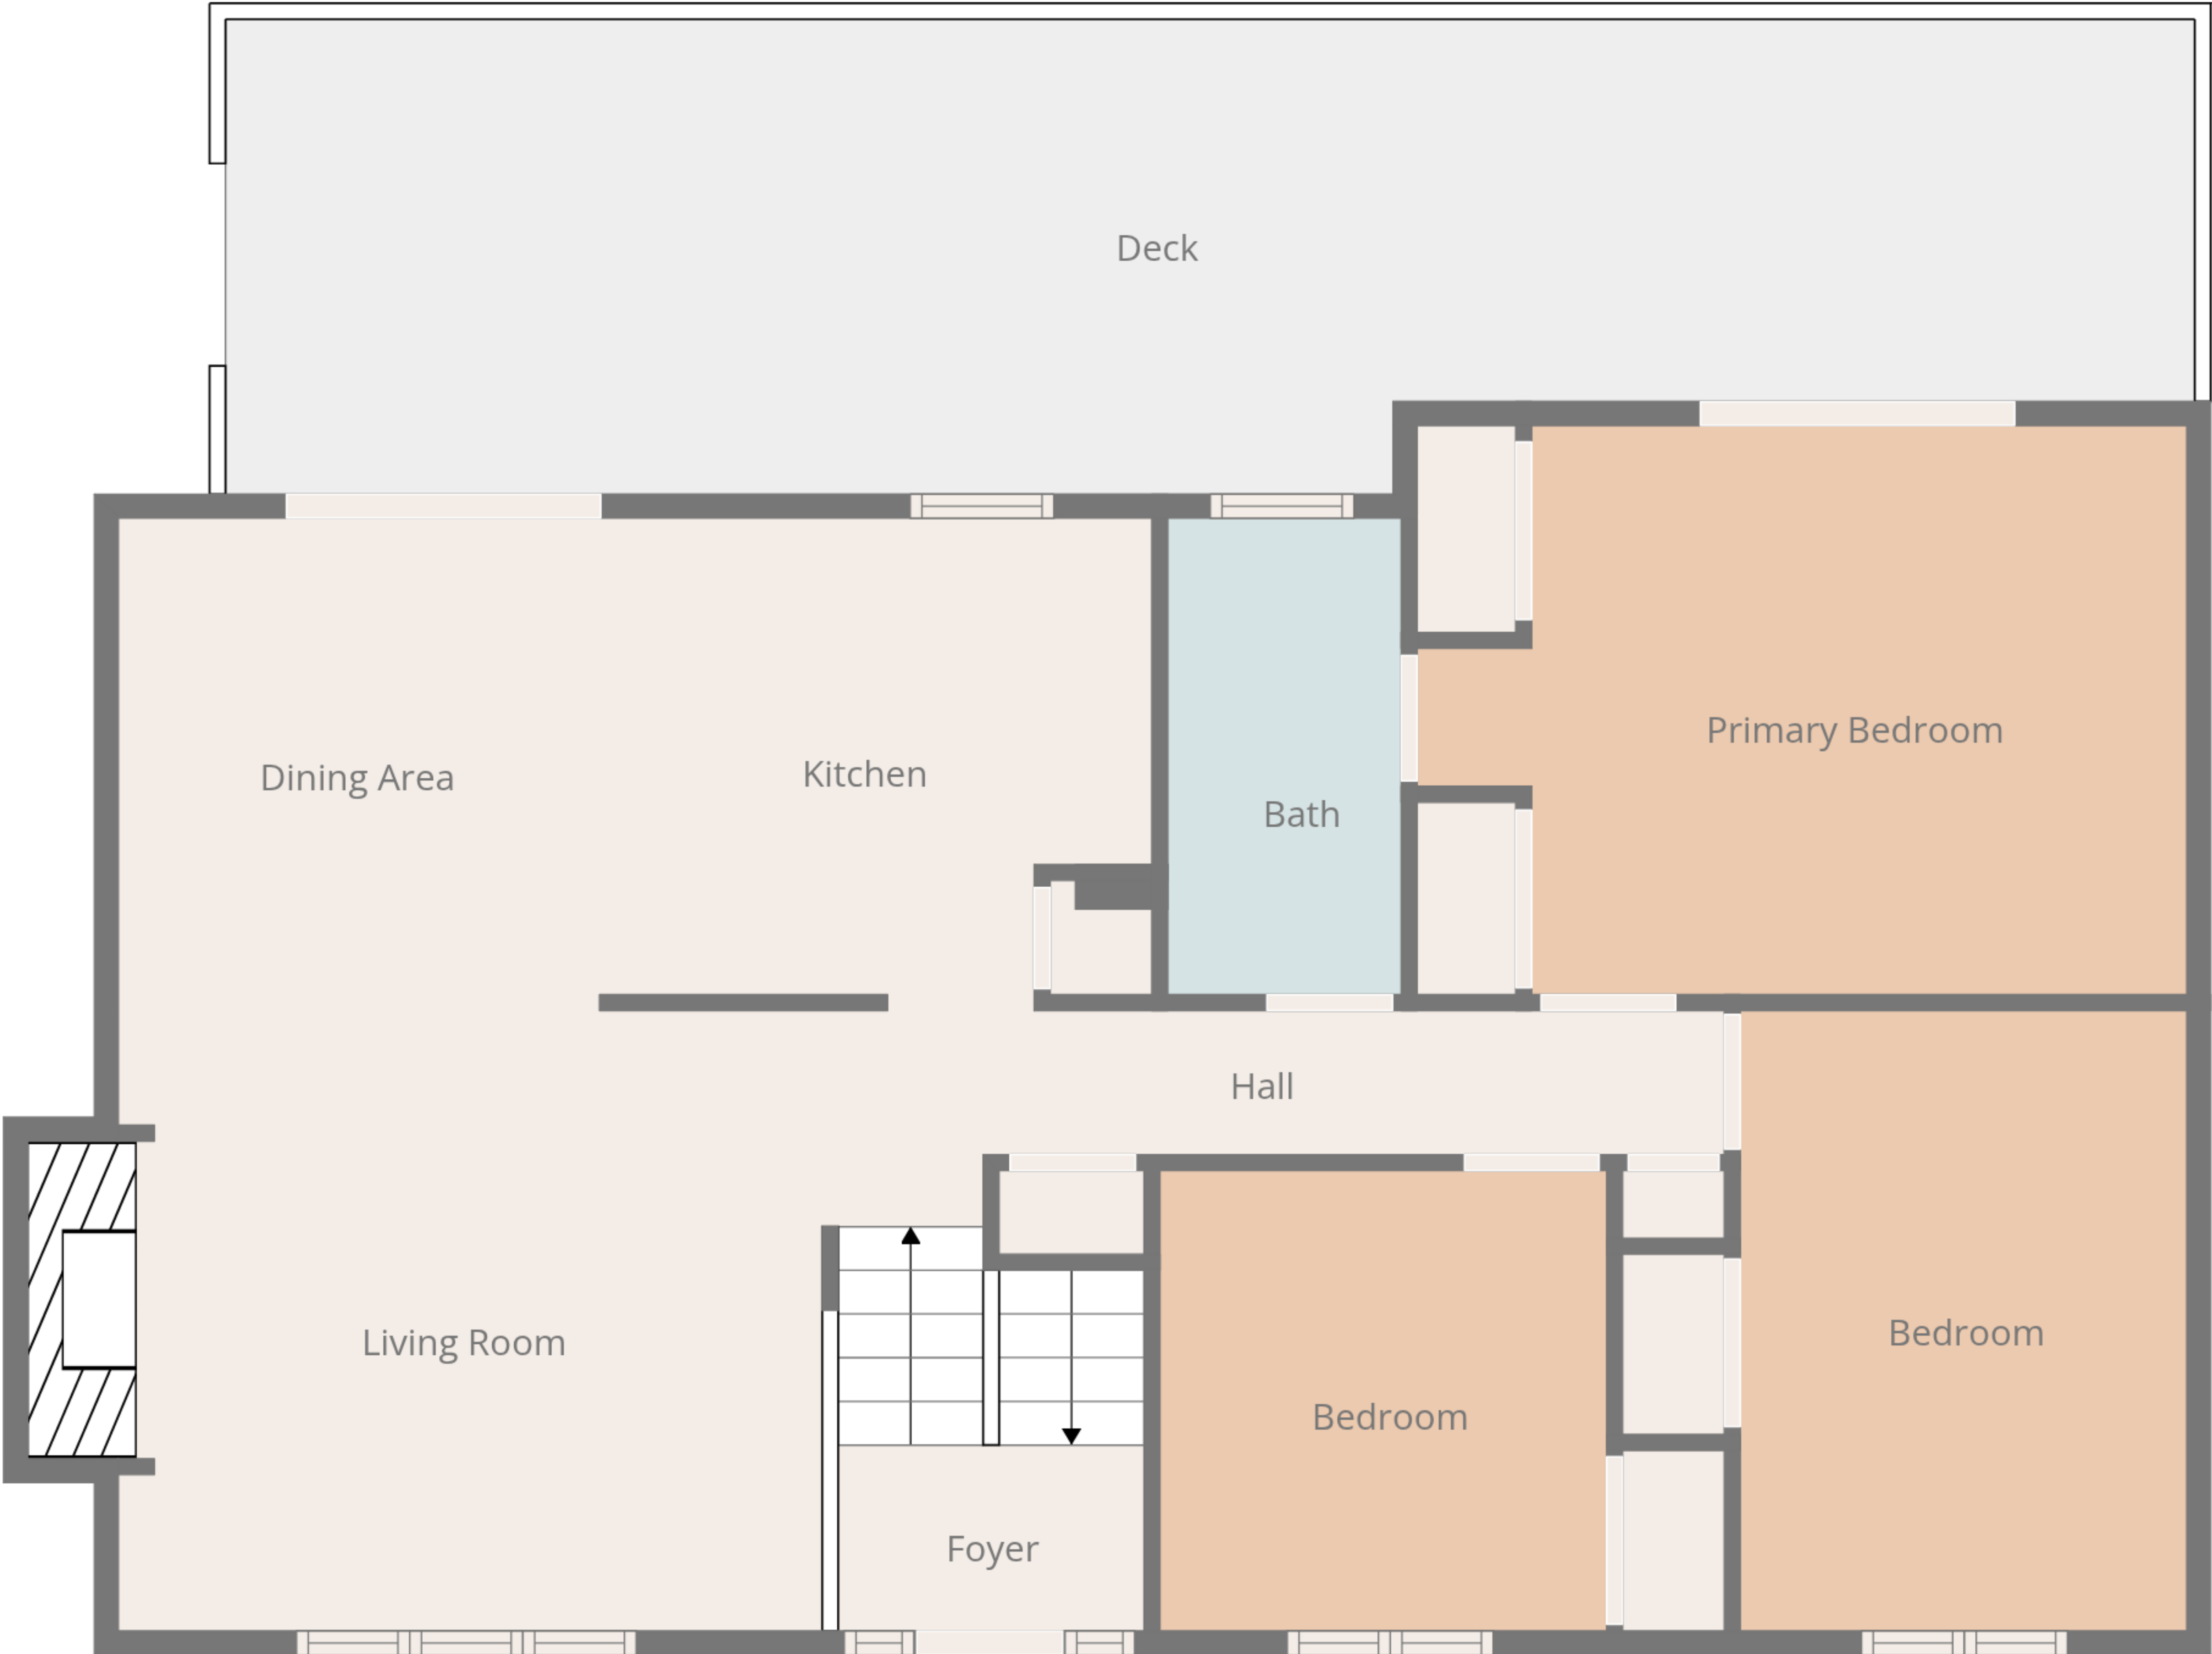 Deck
Primary Bedroom
Dining Area
Kitchen
Bath
Hall
Living Room
Bedroom
Bedroom
Foyer